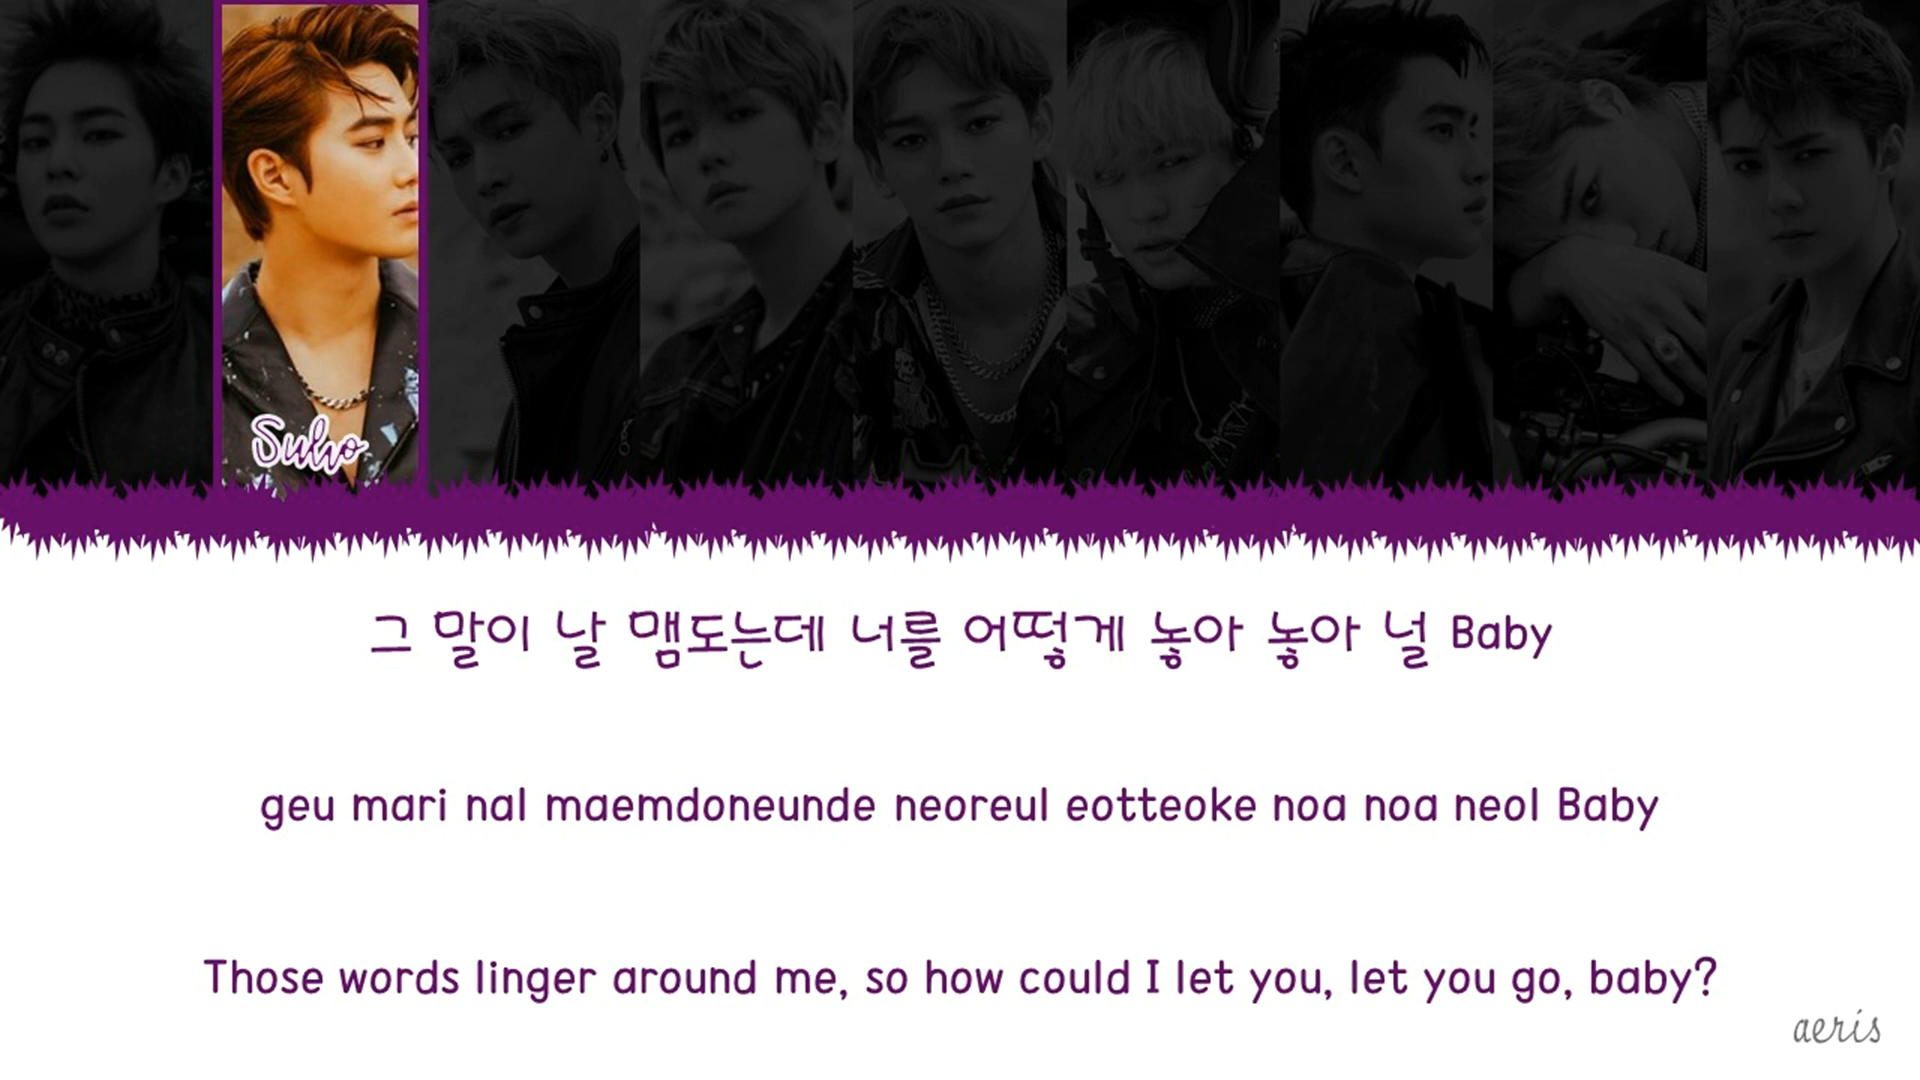 Suho
그 말이 날 맴도는데 너를 어떻게 놓아 놓아 널 Baby
geu mari nal maemdoneunde neoreul eotteoke noa noa neol Baby
Those words linger around me, so how could I let you, let you go, baby?
aeris